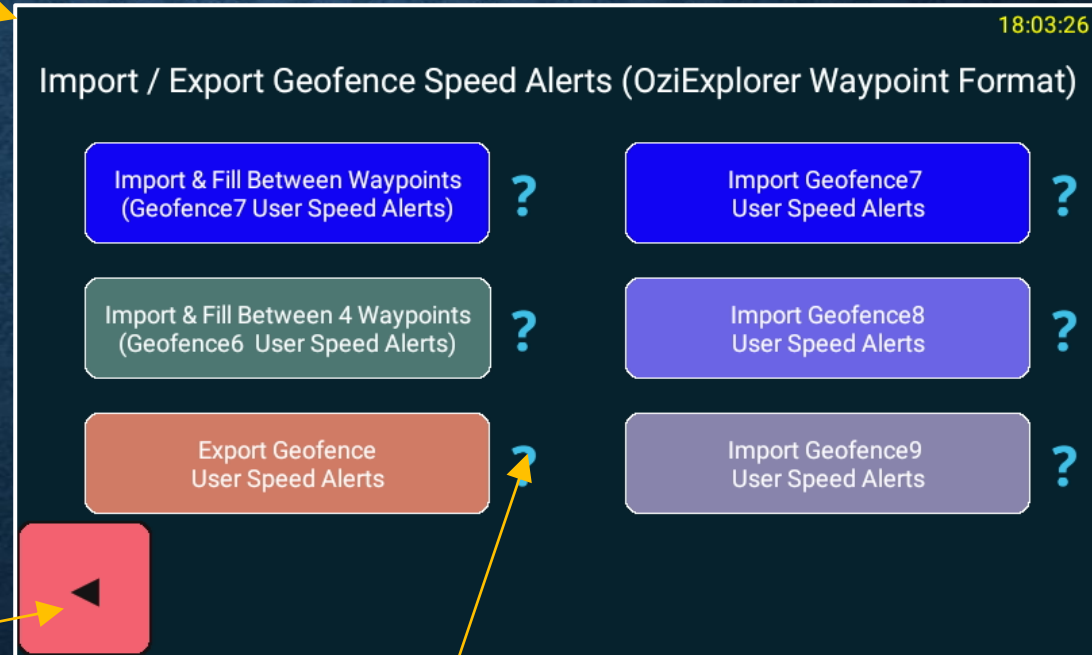 18:03:26
Import / Export Geofence Speed Alerts (OziExplorer Waypoint Format)
Import & Fill Between Waypoints
(Geofence7 User Speed Alerts)
?
Import Geofence7
User Speed Alerts
?
Import & Fill Between 4 Waypoints
(Geofence6 User Speed Alerts)
?
Import Geofence8
User Speed Alerts
?
Export Geofence
User Speed Alerts
?
Import Geofence9
User Speed Alerts
?